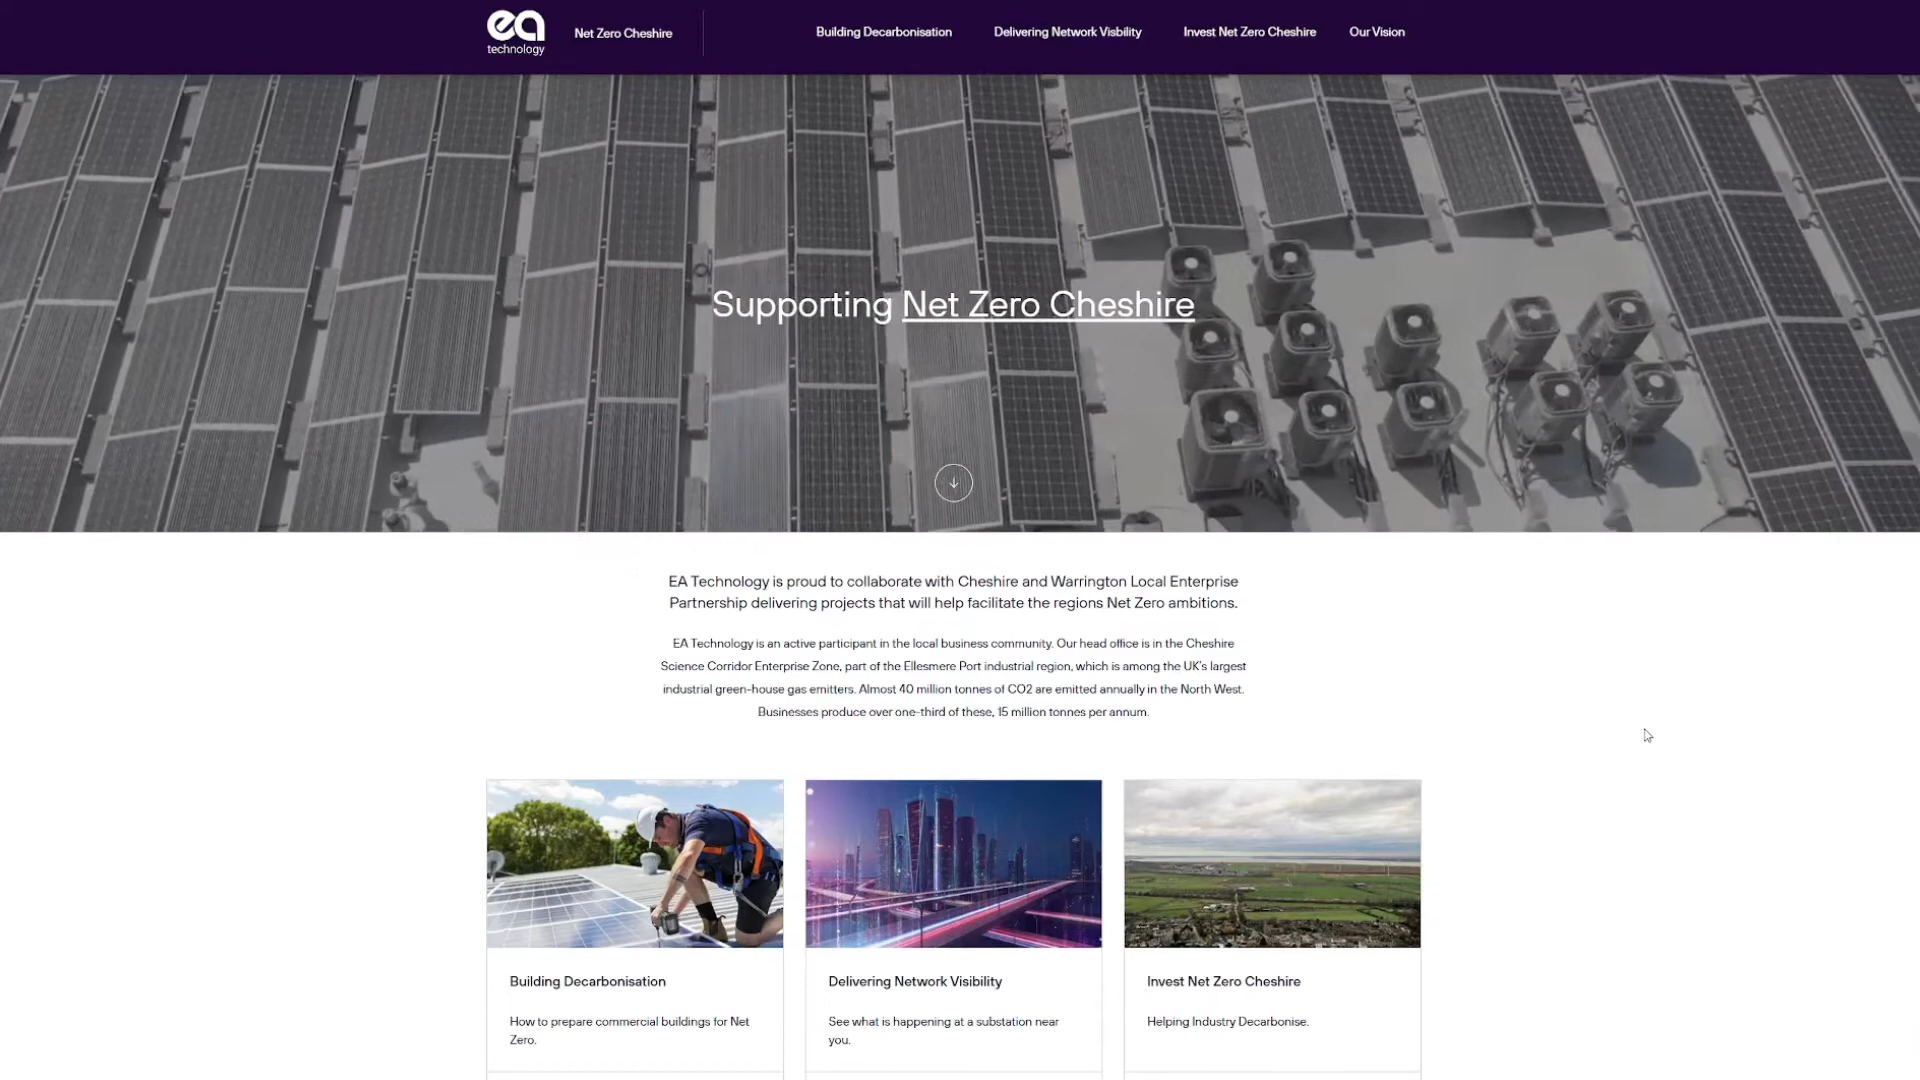 ea
technology
Net Zero Cheshire
Building Decarbonisation
Delivering Network Visbility
Invest Net Zero Cheshire
Our Vision
Supporting Net Zero Cheshire
EA Technology is proud to collaborate with Cheshire and Warrington Local Enterprise
Partnership delivering projects that will help facilitate the regions Net Zero ambitions.
EA Technology is an active participant in the local business community. Our head office is in the Cheshire
Science Corridor Enterprise Zone, part of the Ellesmere Port industrial region, which is among the UK's largest
industrial green-house gas emitters. Almost 40 million tonnes of CO2 are emitted annually in the North West.
Businesses produce over one-third of these, 15 million tonnes per annum.
Building Decarbonisation
How to prepare commercial buildings for Net
Zero.
Delivering Network Visibility
See what is happening at a substation near
you.
Invest Net Zero Cheshire
Helping Industry Decarbonise.